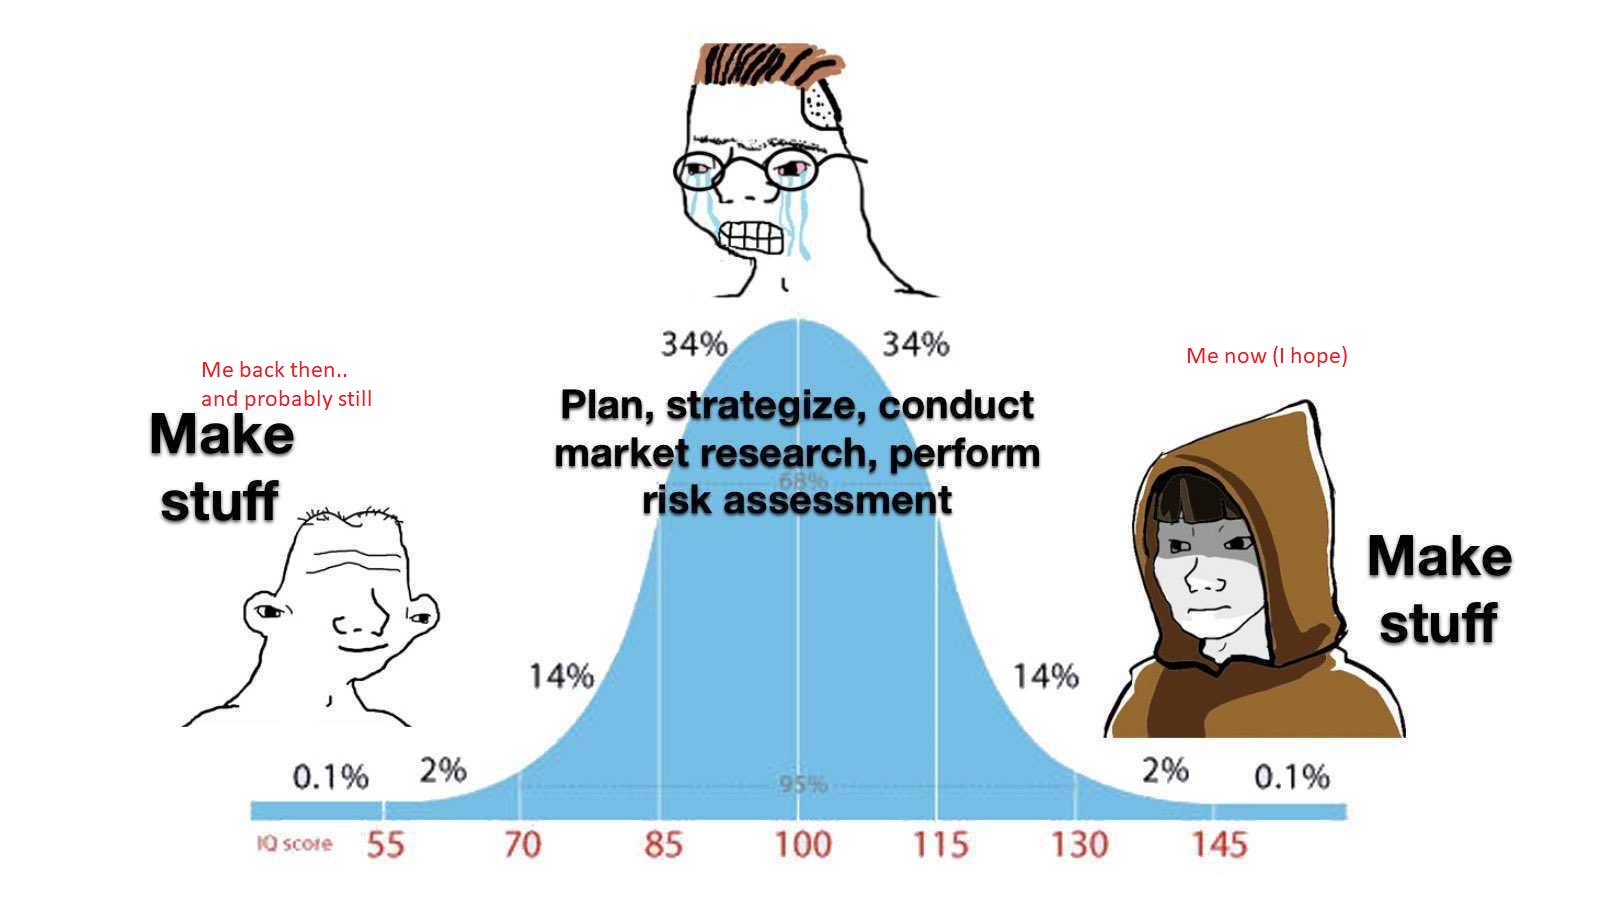 34%
34%
Me back then..
and probably still
Me now (I hope)
Make
stuff
Plan, strategize, conduct
market research, perform
68%
risk assessment
Make
stuff
14%
14%
0.1%
2%
95%
2%
0.1%
IQ score
55
70
85
100
115
130
145